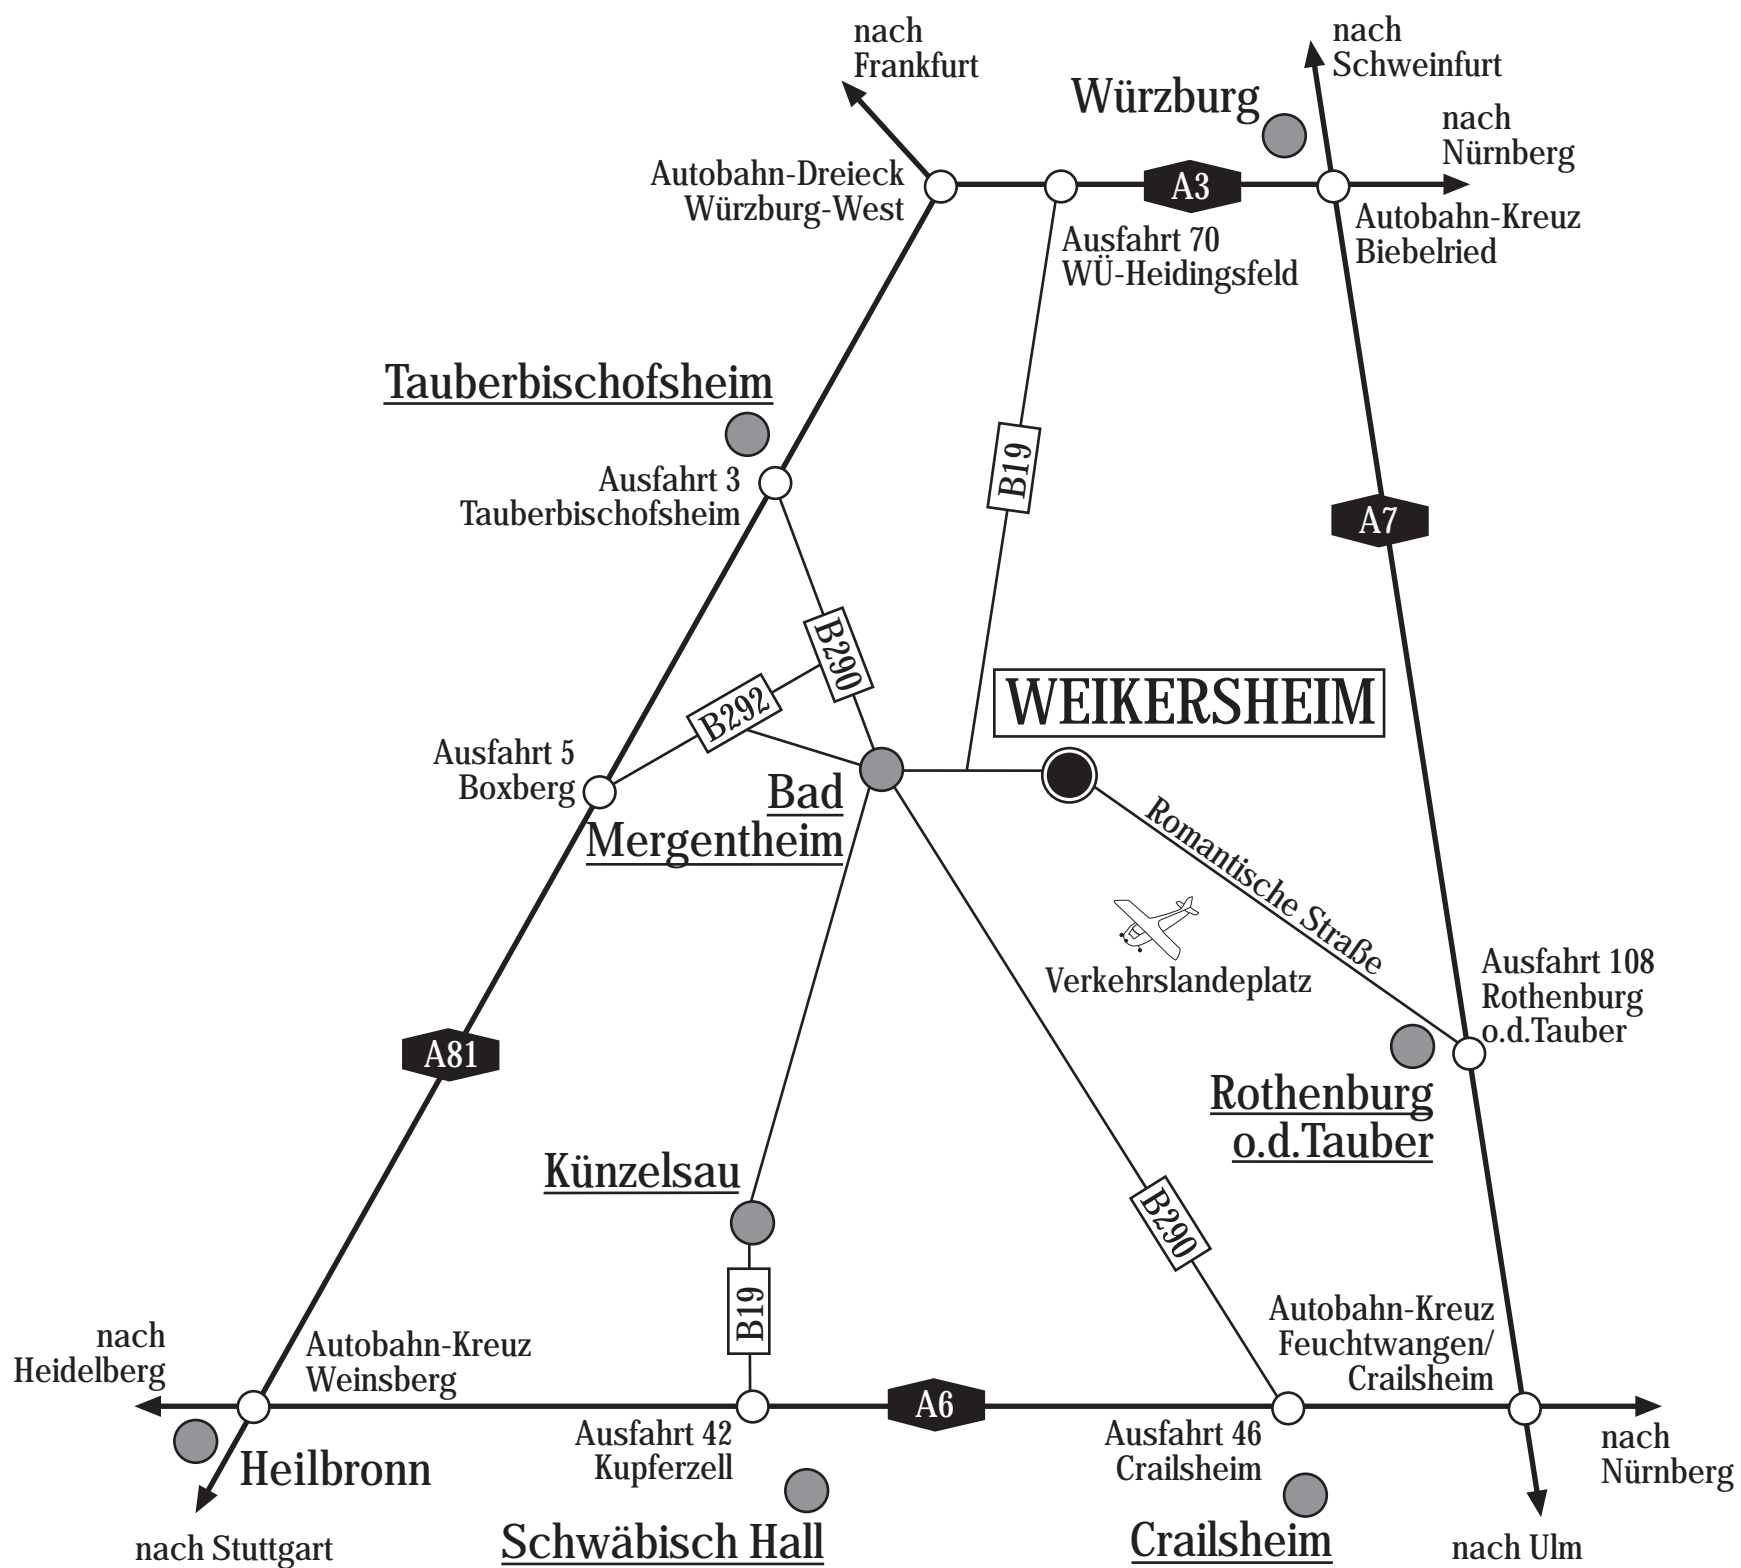 nach
Frankfurt
nach
Schweinfurt
Würzburg
nach
Nürnberg
Autobahn-Dreieck
Würzburg-West
A3
Autobahn-Kreuz
Biebelried
Ausfahrt 70
WÜ-Heidingsfeld
Tauberbischofsheim
B19
Ausfahrt 3
Tauberbischofsheim
A7
B290
B292
WEIKERSHEIM
Ausfahrt 5
Boxberg
Bad
Mergentheim
Romantische Straße
Verkehrslandeplatz
Ausfahrt 108
Rothenburg
o.d.Tauber
A81
Rothenburg
o.d.Tauber
Künzelsau
B290
B19
nach
Heidelberg
Autobahn-Kreuz
Weinsberg
Autobahn-Kreuz
Feuchtwangen/
Crailsheim
A6
Ausfahrt 42
Kupferzell
Ausfahrt 46
Crailsheim
nach
Nürnberg
Heilbronn
nach Stuttgart
Schwäbisch Hall
Crailsheim
nach Ulm